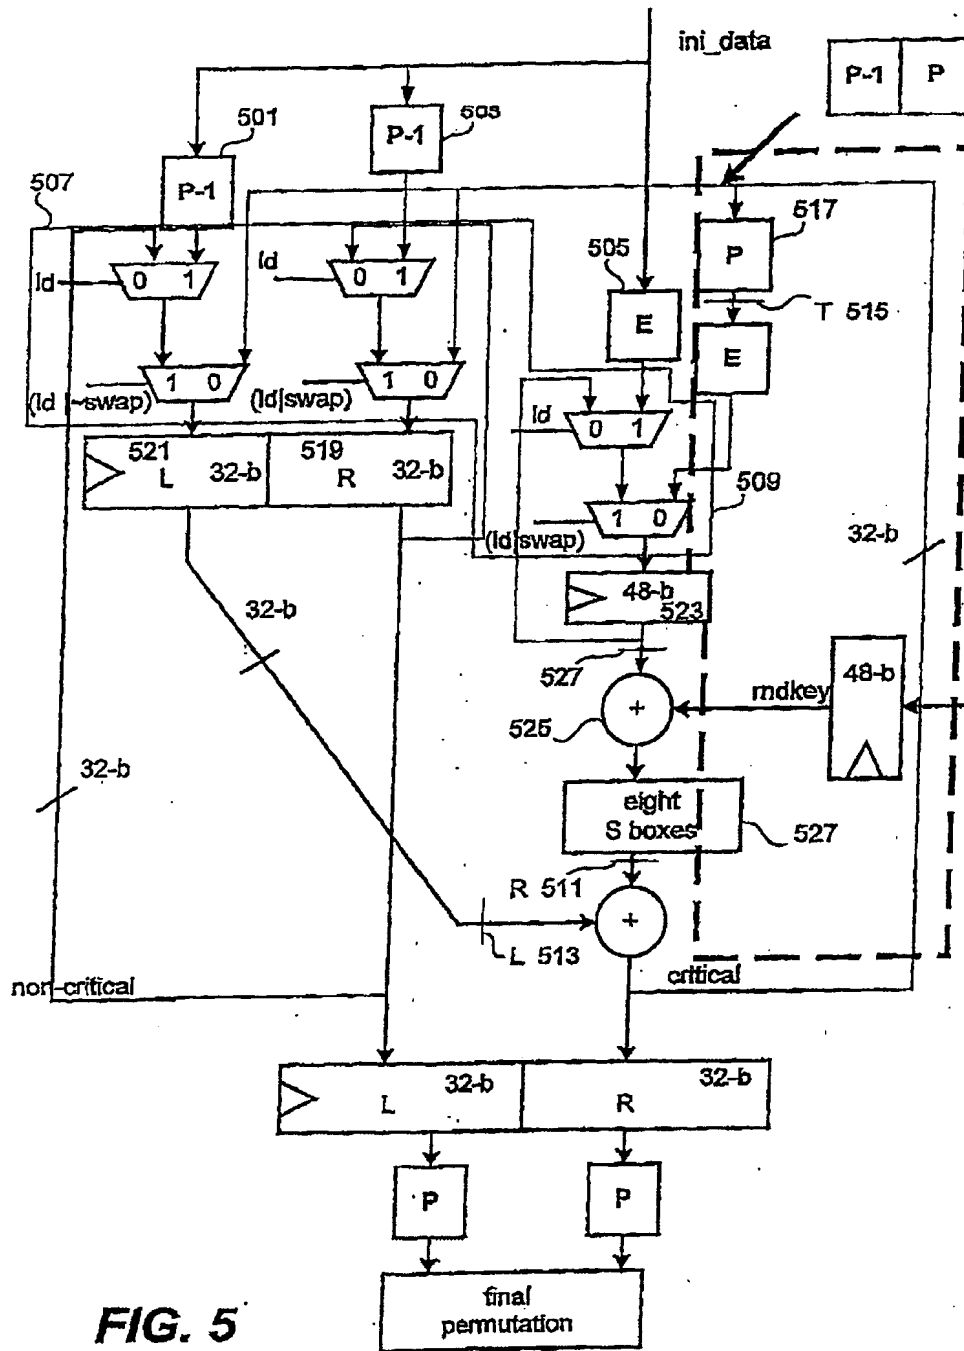 ini_data
P-1 P
501
P-1
503
P-1
507
517
P
505
ld
0 1
ld
0 1
E
T 515
E
1 0
(ld|~swap)
1 0
(ld|swap)
ld
0 1
521
L
32-b
519
R
32-b
1 0
509
(ld|swap)
32-b
48-b
523
32-b
527
48-b
rndkey
+
525
32-b
eight
S boxes
527
R 511
+
L 513
non-critical
critical
32-b
L
32-b
R
P
P
final
permutation
FIG. 5